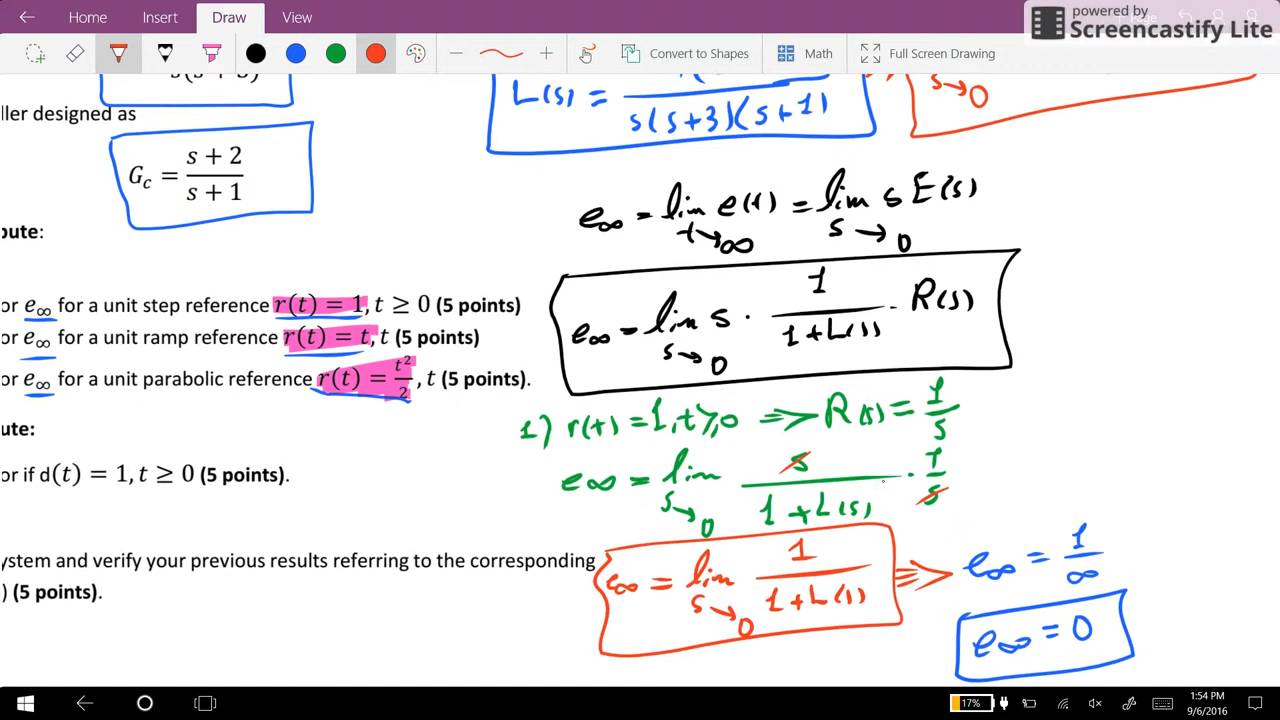 powered by
Screencastify Lite
Home Insert Draw View
Convert to Shapes Math Full Screen Drawing
ller designed as
G_c = (s + 2)/(s + 1)
pute:
or e∞ for a unit step reference r(t) = 1, t ≥ 0 (5 points)
or e∞ for a unit ramp reference r(t) = t, t (5 points)
or e∞ for a unit parabolic reference r(t) = t²/2, t (5 points).
ute:
or if d(t) = 1, t ≥ 0 (5 points).
ystem and verify your previous results referring to the corresponding
) (5 points).
L(s) =
s(s+3)(s+1)
s→0
e∞ = lim e(t) = lim s E(s)
t→∞ s→0
e∞ = lim s · 1/(1+L(s)) · R(s)
s→0
1) r(t) = 1, t ≥ 0 => R(s) = 1/s
e∞ = lim s/(1+L(s)) · 1/s
s→0
e∞ = lim 1/(1+L(s)) => e∞ = 1/∞
s→0
e∞ = 0
17%
1:54 PM
9/6/2016